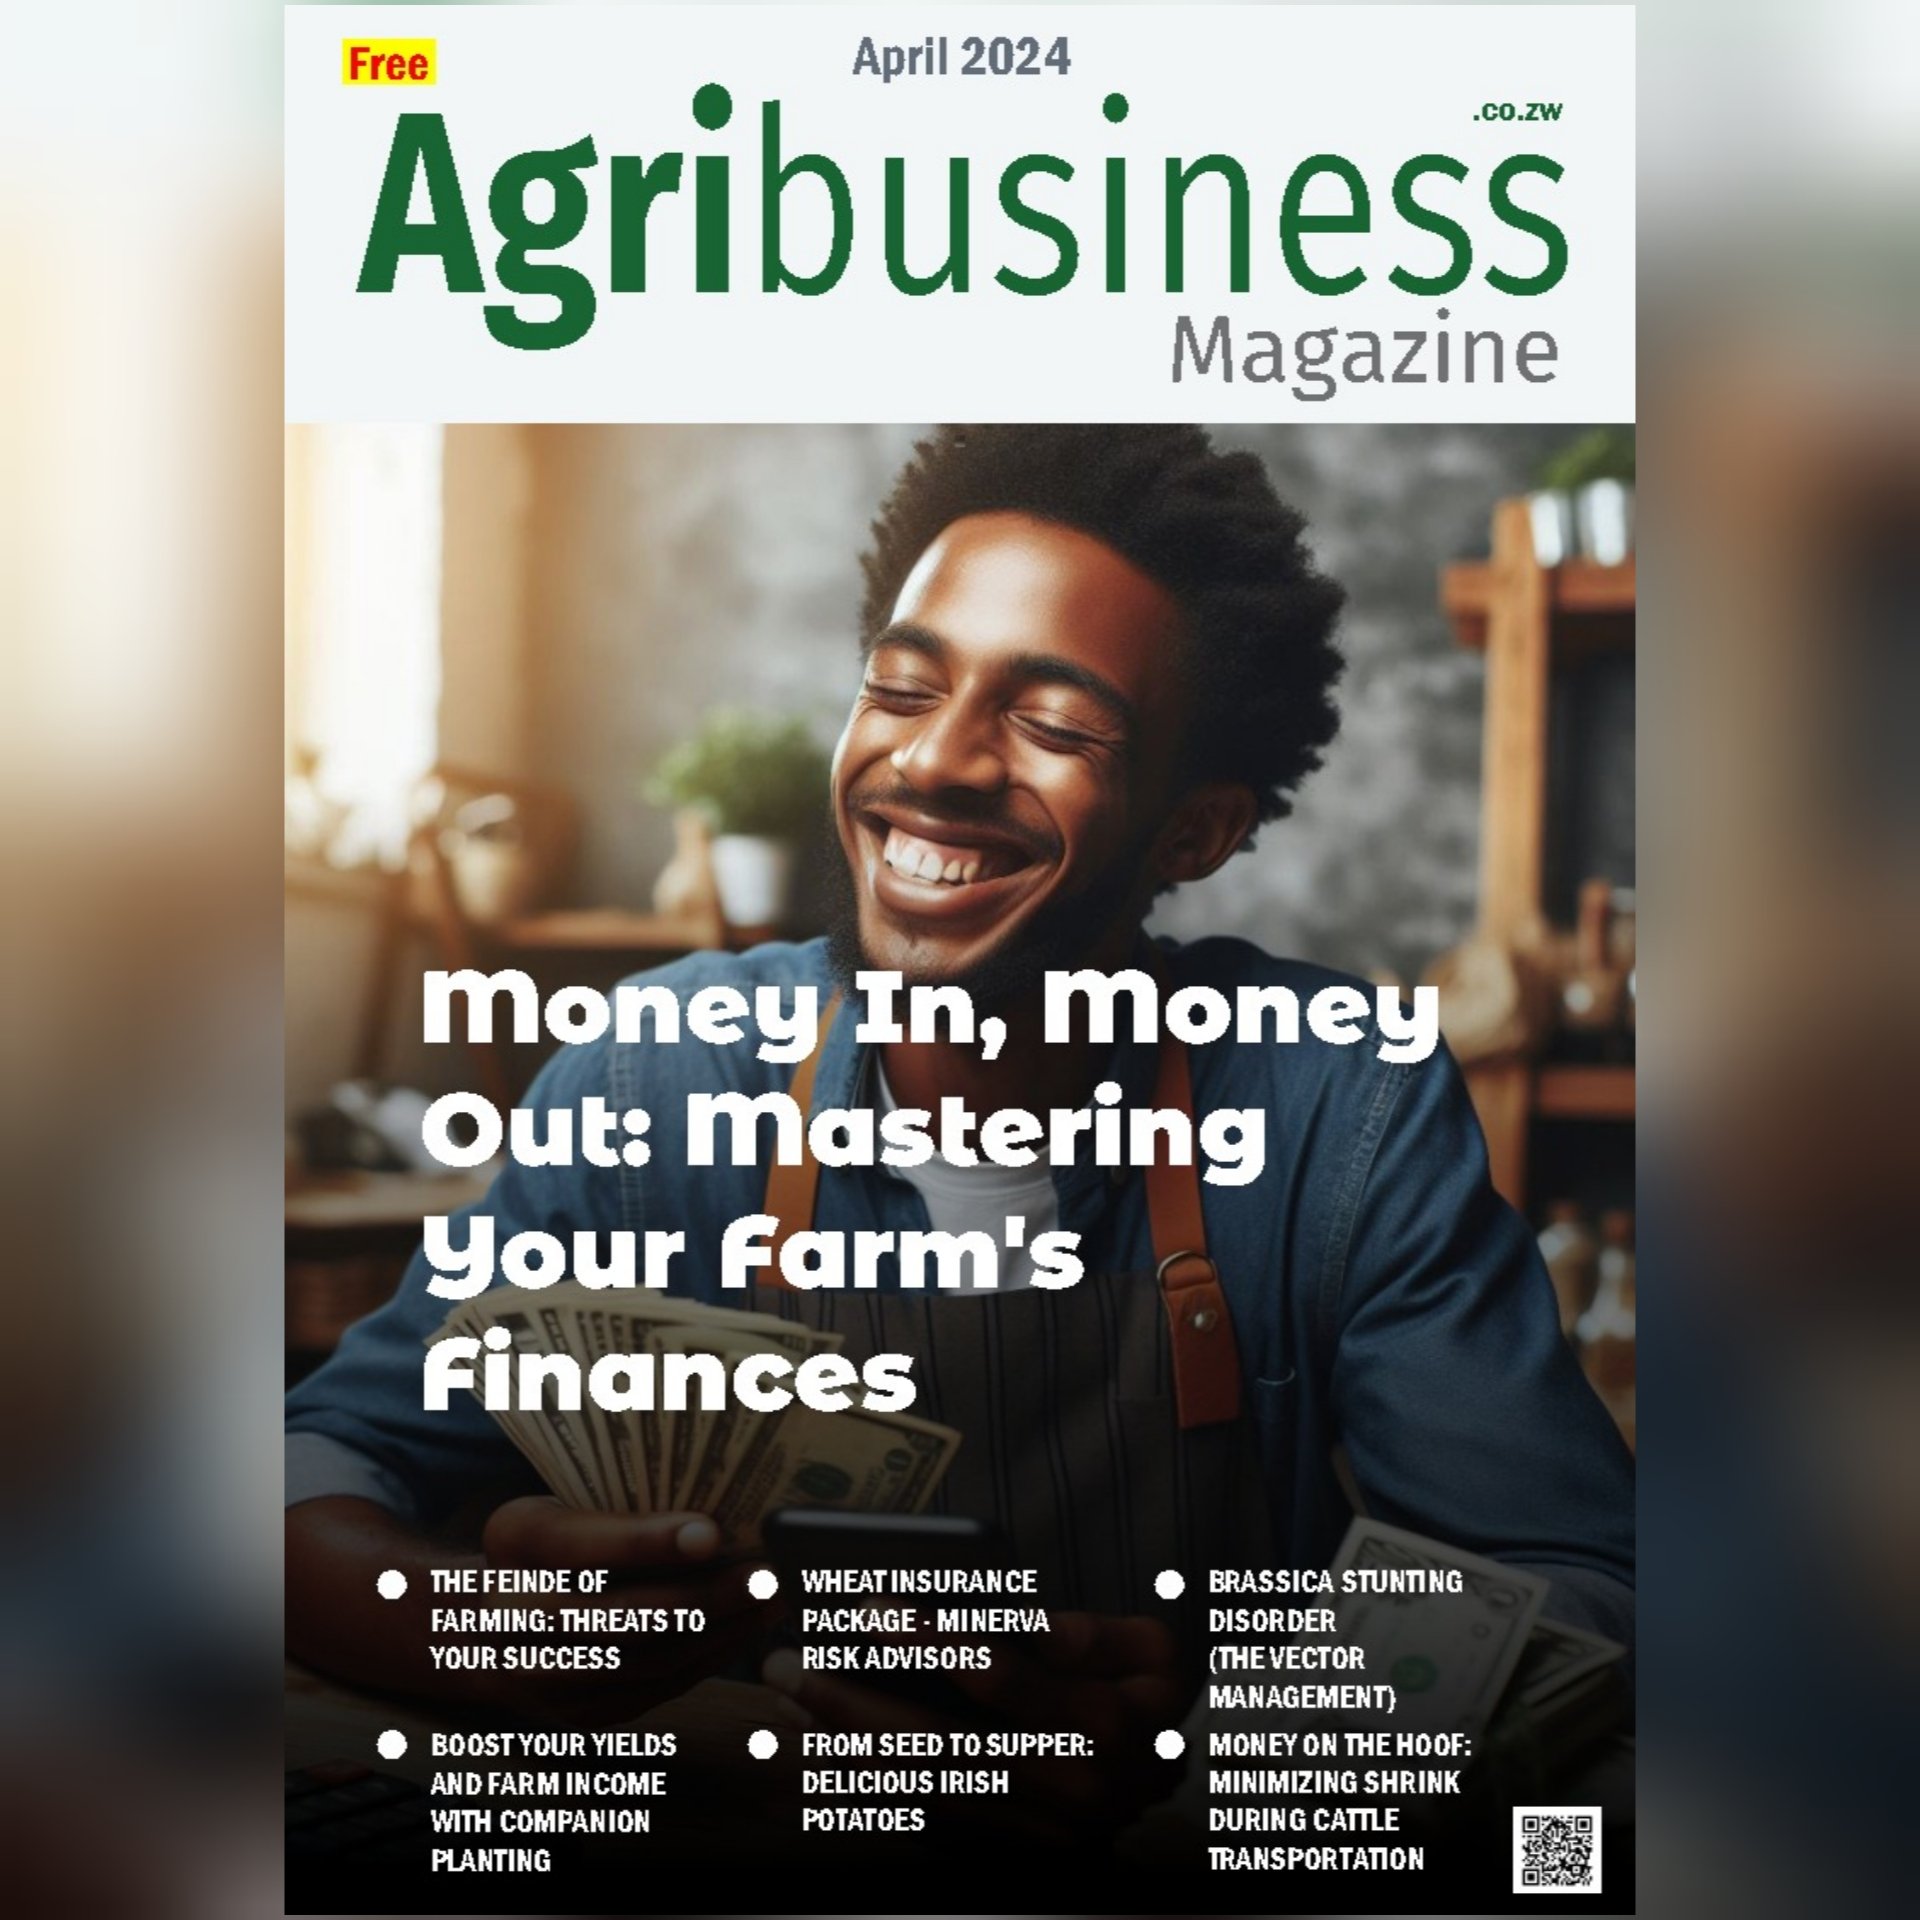 Free
April 2024
.co.zw
Agribusiness
Magazine
Money In, Money
Out: Mastering
Your Farm's
Finances
THE FEINDE OF
FARMING: THREATS TO
YOUR SUCCESS
WHEAT INSURANCE
PACKAGE - MINERVA
RISK ADVISORS
BRASSICA STUNTING
DISORDER
(THE VECTOR
MANAGEMENT)
BOOST YOUR YIELDS
AND FARM INCOME
WITH COMPANION
PLANTING
FROM SEED TO SUPPER:
DELICIOUS IRISH
POTATOES
MONEY ON THE HOOF:
MINIMIZING SHRINK
DURING CATTLE
TRANSPORTATION